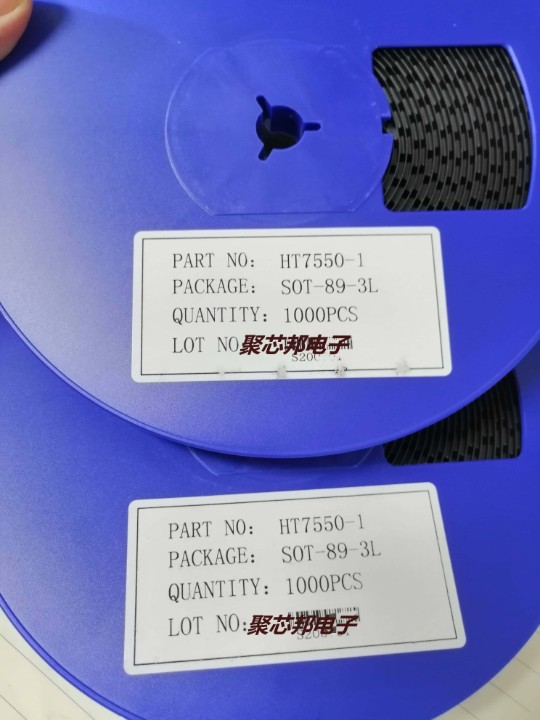 PART NO: HT7550-1
PACKAGE: SOT-89-3L
QUANTITY: 1000PCS
LOT NO
聚芯邦电子
PART NO: HT7550-1
PACKAGE: SOT-89-3L
QUANTITY: 1000PCS
LOT NO:
聚芯邦电子